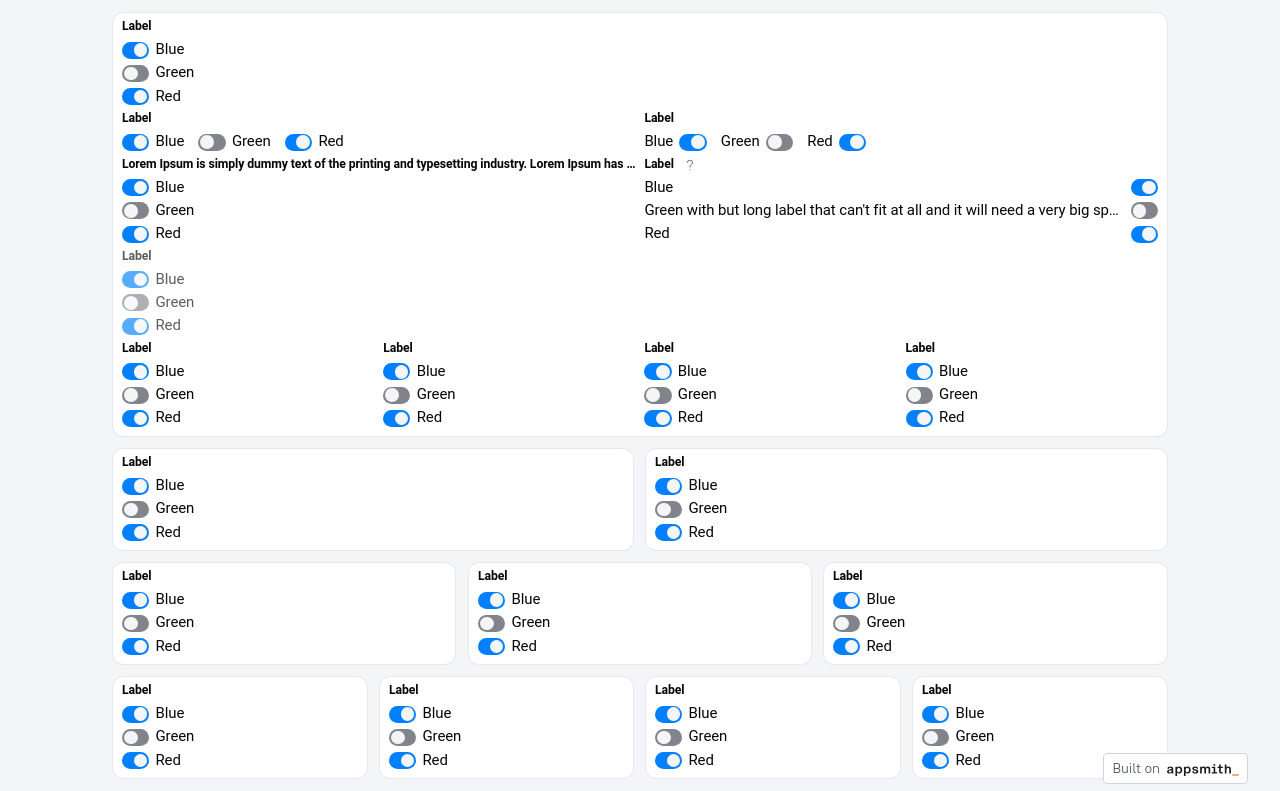 Label
Blue
Green
Red
Label
Blue Green Red
Label
Blue Green Red
Lorem Ipsum is simply dummy text of the printing and typesetting industry. Lorem Ipsum has ...
Blue
Green
Red
Label ?
Blue
Green with but long label that can't fit at all and it will need a very big sp...
Red
Label
Blue
Green
Red
Label
Blue
Green
Red
Label
Blue
Green
Red
Label
Blue
Green
Red
Label
Blue
Green
Red
Label
Blue
Green
Red
Label
Blue
Green
Red
Label
Blue
Green
Red
Label
Blue
Green
Red
Label
Blue
Green
Red
Label
Blue
Green
Red
Label
Blue
Green
Red
Label
Blue
Green
Red
Label
Blue
Green
Red
Built on appsmith_